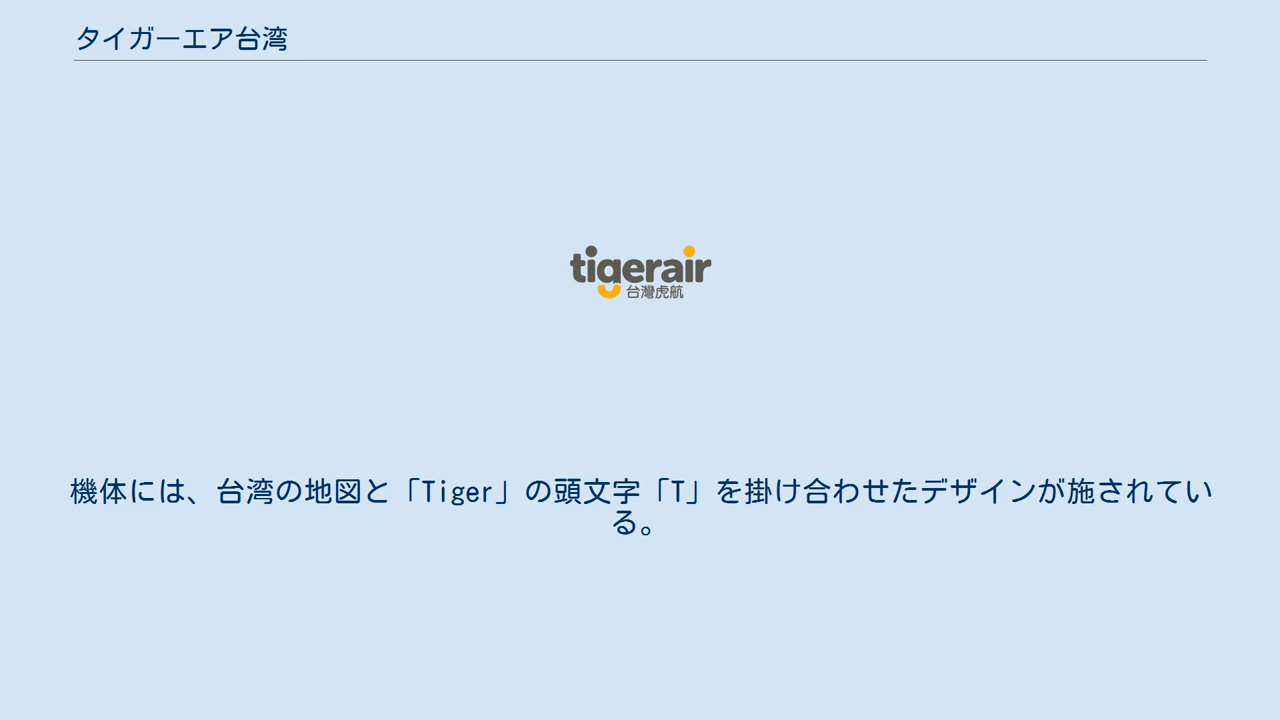 タイガーエア台湾
tigerair
台灣虎航
機体には、台湾の地図と「Tiger」の頭文字「T」を掛け合わせたデザインが施されてい
る。